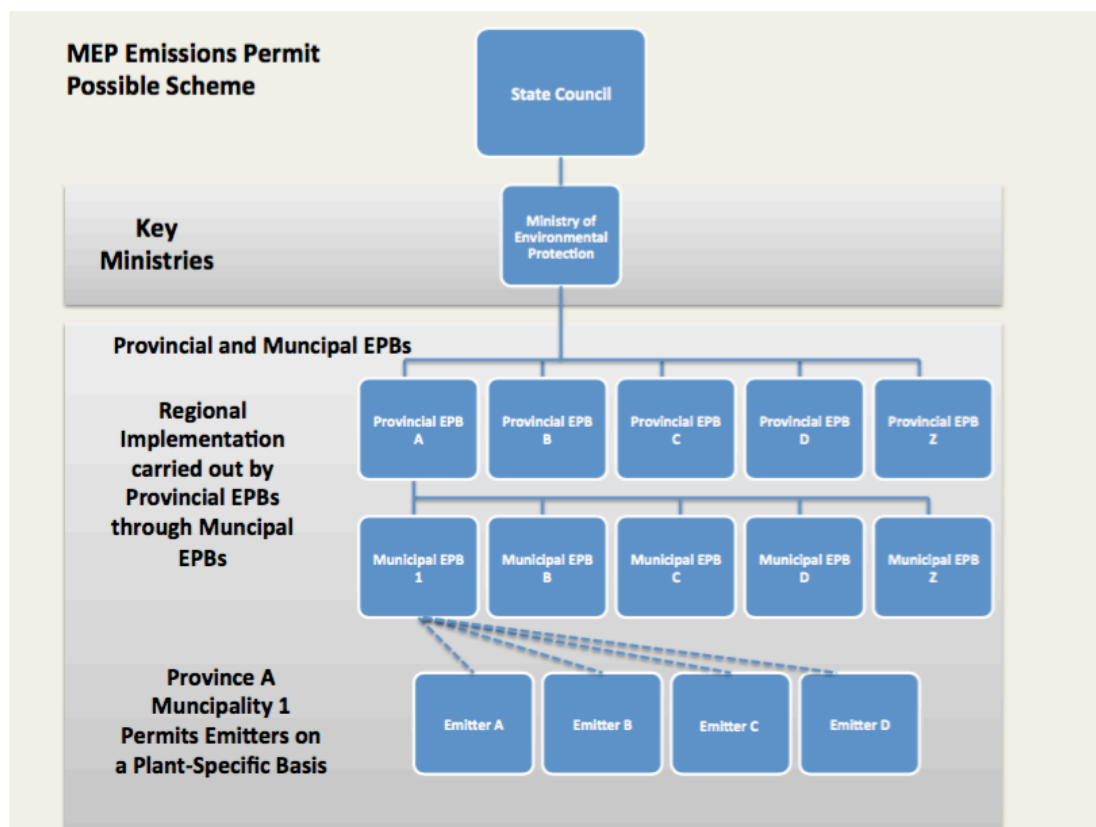 MEP Emissions Permit
Possible Scheme
State Council
Key
Ministries
Ministry of
Environmental
Protection
Provincial and Muncipal EPBs
Regional
Implementation
carried out by
Provincial EPBs
through Muncipal
EPBs
Provincial EPB
A
Provincial EPB
B
Provincial EPB
C
Provincial EPB
D
Provincial EPB
Z
Municipal EPB
1
Municipal EPB
B
Municipal EPB
C
Municipal EPB
D
Municipal EPB
Z
Province A
Muncipality 1
Permits Emitters on
a Plant-Specific Basis
Emitter A
Emitter B
Emitter C
Emitter D